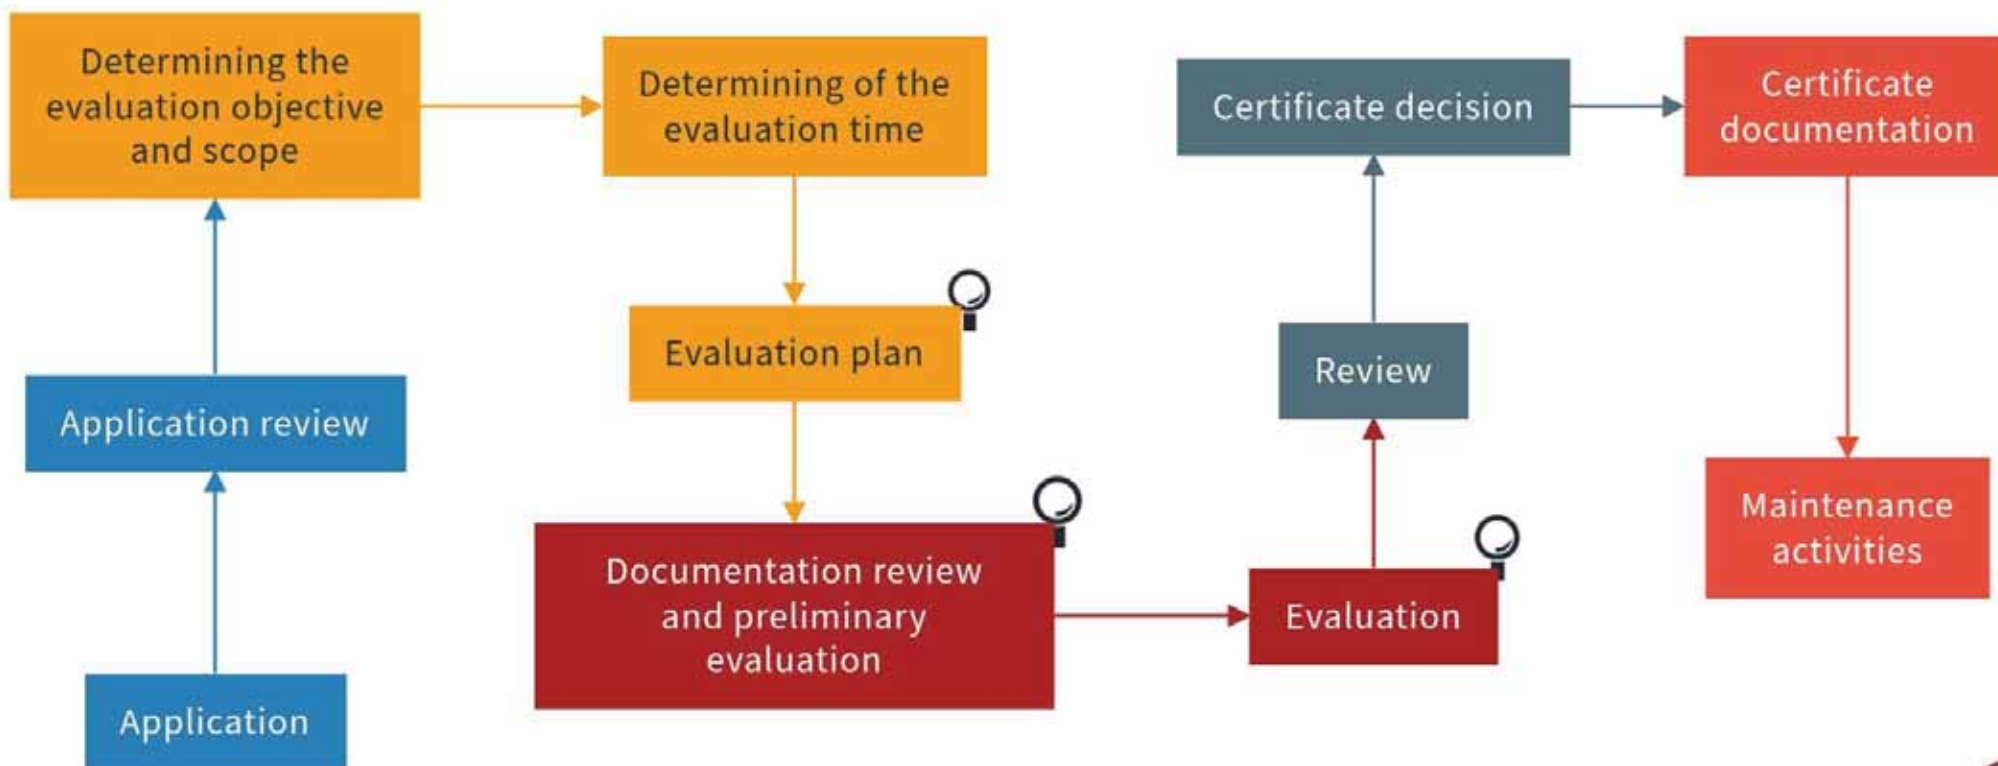 Determining the
evaluation objective
and scope
Determining of the
evaluation time
Certificate decision
Certificate
documentation
Evaluation plan
Review
Application review
Documentation review
and preliminary
evaluation
Evaluation
Maintenance
activities
Application